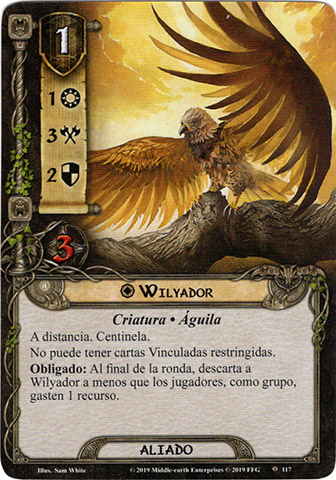 1
1
3
2
3
Wilyador
Criatura • Águila
A distancia. Centinela.
No puede tener cartas Vinculadas restringidas.
Obligado: Al final de la ronda, descarta a
Wilyador a menos que los jugadores, como grupo,
gasten 1 recurso.
ALIADO
Illus. Sam White
© 2019 Middle-earth Enterprises © 2019 FFG
117